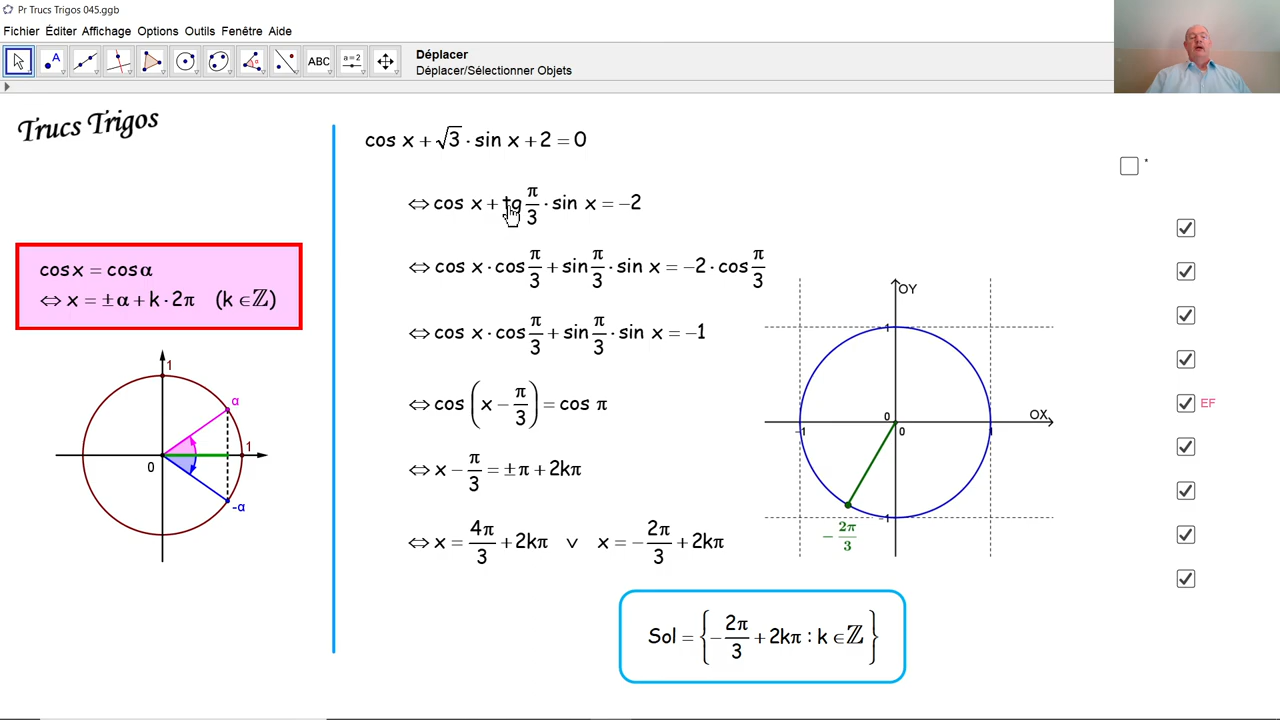 Pr Trucs Trigos 045.ggb
Fichier Éditer Affichage Options Outils Fenêtre Aide
A ABC a=2 Déplacer
Déplacer/Sélectionner Objets
Trucs Trigos
cos x + √3 · sin x + 2 = 0
⇔ cos x + tg π/3 · sin x = −2
⇔ cos x · cos π/3 + sin π/3 · sin x = −2 · cos π/3
⇔ cos x · cos π/3 + sin π/3 · sin x = −1
⇔ cos (x − π/3) = cos π
⇔ x − π/3 = ±π + 2kπ
⇔ x = 4π/3 + 2kπ ∨ x = −2π/3 + 2kπ
Sol = {−2π/3 + 2kπ : k ∈ ℤ}
cos x = cos α
⇔ x = ±α + k · 2π (k ∈ ℤ)
1
α
1
0
-α
OY
1
0
OX
−1
0
1
−1
− 2π/3
*
EF